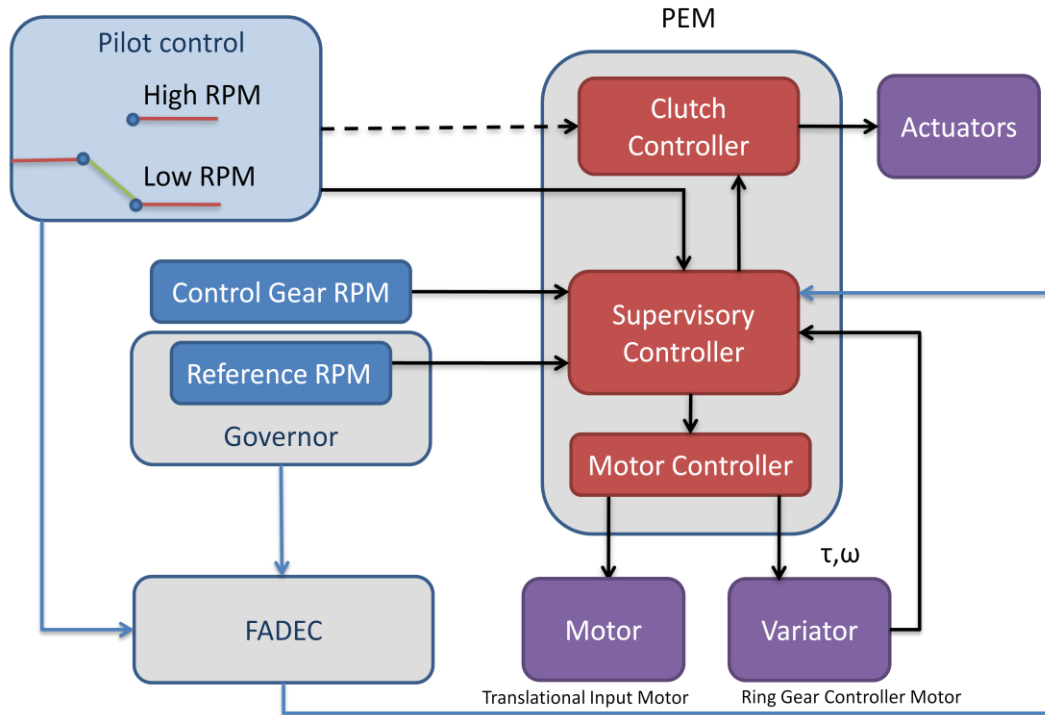 PEM
Pilot control
High RPM
Low RPM
Clutch
Controller
Actuators
Control Gear RPM
Supervisory
Controller
Reference RPM
Governor
Motor Controller
τ,ω
FADEC
Motor
Variator
Translational Input Motor
Ring Gear Controller Motor